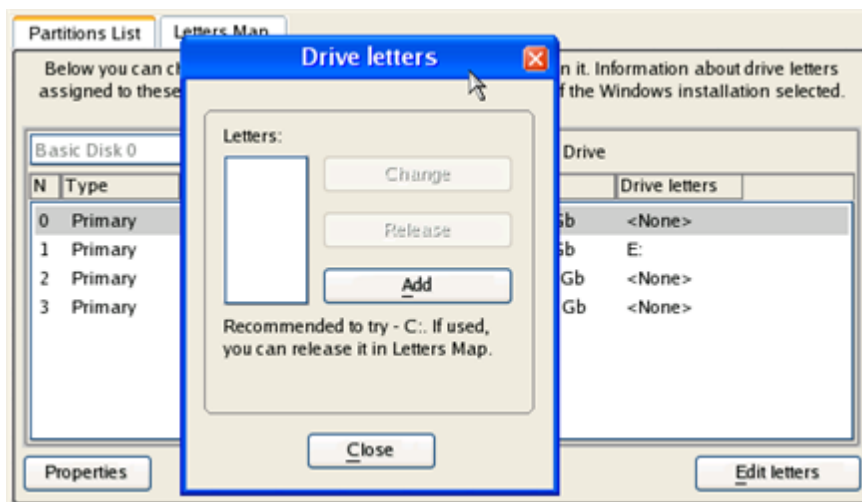 Partitions List
Letters Map
Below you can n it. Information about drive letters
assigned to these f the Windows installation selected.
Basic Disk 0 Drive
N Type Drive letters
0 Primary Gb <None>
1 Primary Gb E:
2 Primary Gb <None>
3 Primary Gb <None>
Properties
Edit letters
Drive letters
Letters:
Change
Release
Add
Recommended to try - C:. If used,
you can release it in Letters Map.
Close